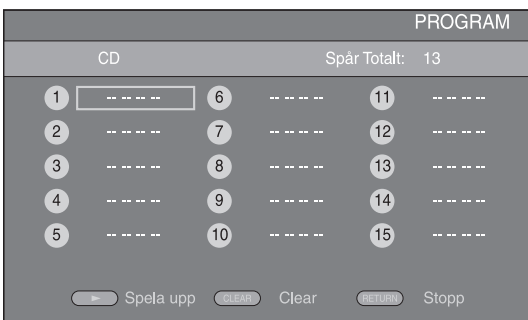 PROGRAM
CD Spår Totalt: 13
1 -- -- -- -- 6 -- -- -- -- 11 -- -- -- --
2 -- -- -- -- 7 -- -- -- -- 12 -- -- -- --
3 -- -- -- -- 8 -- -- -- -- 13 -- -- -- --
4 -- -- -- -- 9 -- -- -- -- 14 -- -- -- --
5 -- -- -- -- 10 -- -- -- -- 15 -- -- -- --
Spela upp CLEAR Clear RETURN Stopp